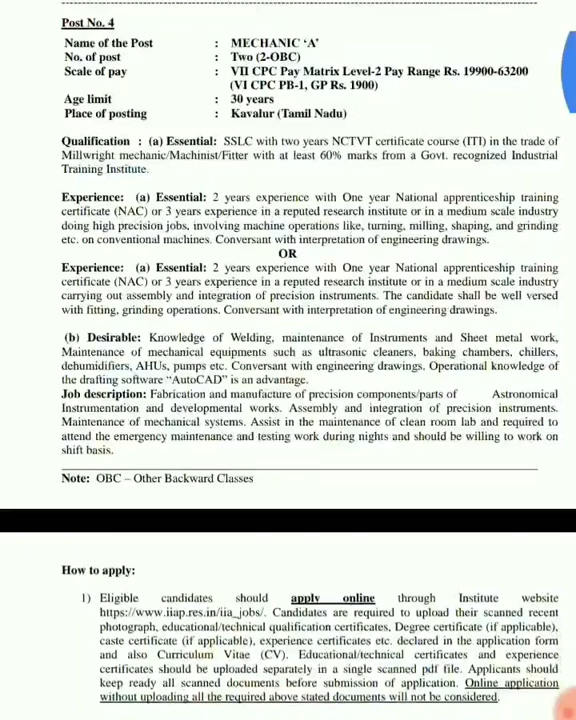 Post No. 4
Name of the Post : MECHANIC ‘A’
No. of post : Two (2-OBC)
Scale of pay : VII CPC Pay Matrix Level-2 Pay Range Rs. 19900-63200
(VI CPC PB-1, GP Rs. 1900)
Age limit : 30 years
Place of posting : Kavalur (Tamil Nadu)
Qualification : (a) Essential: SSLC with two years NCTVT certificate course (ITI) in the trade of
Millwright mechanic/Machinist/Fitter with at least 60% marks from a Govt. recognized Industrial
Training Institute.
Experience: (a) Essential: 2 years experience with One year National apprenticeship training
certificate (NAC) or 3 years experience in a reputed research institute or in a medium scale industry
doing high precision jobs, involving machine operations like, turning, milling, shaping, and grinding
etc. on conventional machines. Conversant with interpretation of engineering drawings.
OR
Experience: (a) Essential: 2 years experience with One year National apprenticeship training
certificate (NAC) or 3 years experience in a reputed research institute or in a medium scale industry
carrying out assembly and integration of precision instruments. The candidate shall be well versed
with fitting, grinding operations. Conversant with interpretation of engineering drawings.
(b) Desirable: Knowledge of Welding, maintenance of Instruments and Sheet metal work,
Maintenance of mechanical equipments such as ultrasonic cleaners, baking chambers, chillers,
dehumidifiers, AHUs, pumps etc. Conversant with engineering drawings. Operational knowledge of
the drafting software “AutoCAD” is an advantage.
Job description: Fabrication and manufacture of precision components/parts of Astronomical
Instrumentation and developmental works. Assembly and integration of precision instruments.
Maintenance of mechanical systems. Assist in the maintenance of clean room lab and required to
attend the emergency maintenance and testing work during nights and should be willing to work on
shift basis.
Note: OBC – Other Backward Classes
How to apply:
1) Eligible candidates should apply online through Institute website
https://www.iiap.res.in/iia_jobs/. Candidates are required to upload their scanned recent
photograph, educational/technical qualification certificates, Degree certificate (if applicable),
caste certificate (if applicable), experience certificates etc. declared in the application form
and also Curriculum Vitae (CV). Educational/technical certificates and experience
certificates should be uploaded separately in a single scanned pdf file. Applicants should
keep ready all scanned documents before submission of application. Online application
without uploading all the required above stated documents will not be considered.